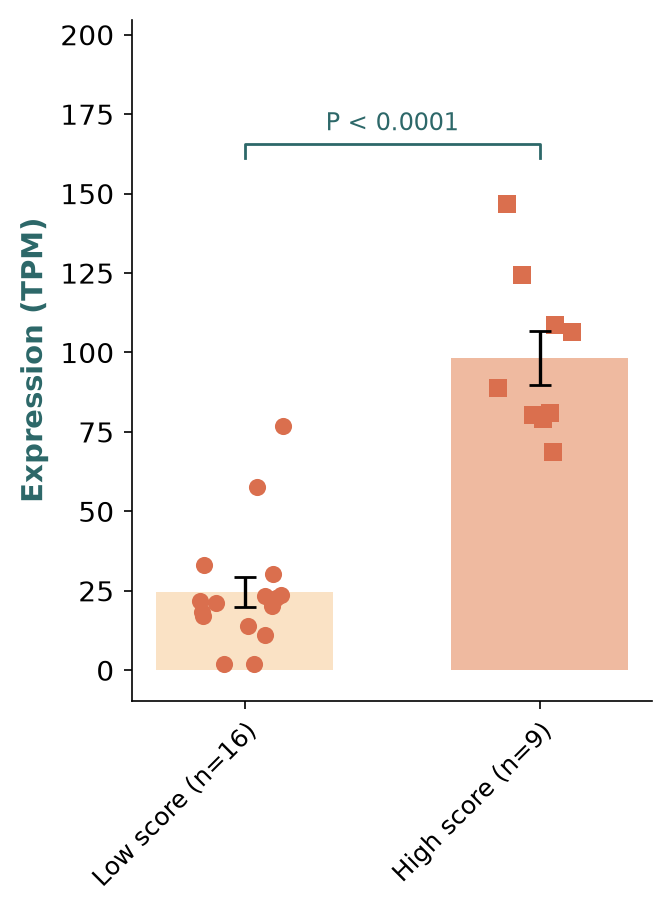 200
175
150
125
100
75
50
25
0
Expression (TPM)
P < 0.0001
Low score (n=16)
High score (n=9)